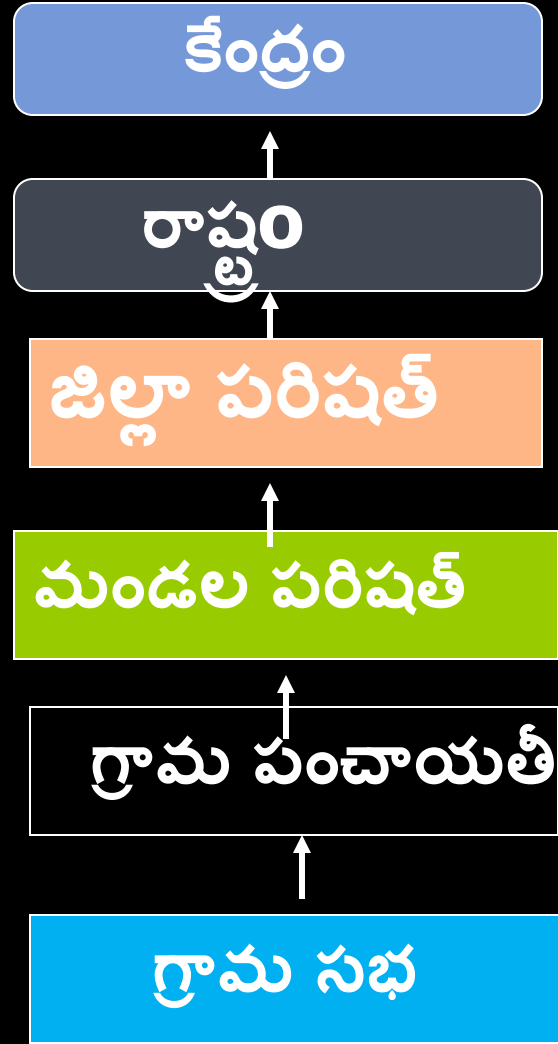 కేంద్రం
రాష్ట్రం
జిల్లా పరిషత్
మండల పరిషత్
గ్రామ పంచాయతీ
గ్రామ సభ